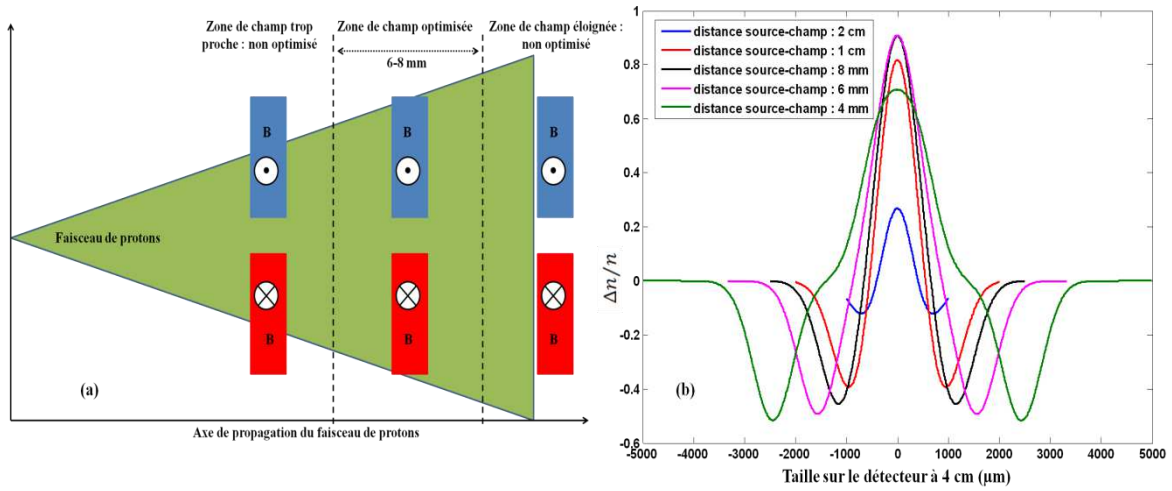 Zone de champ trop
proche : non optimisé
Zone de champ optimisée
Zone de champ éloignée :
non optimisé
6-8 mm
B
B
B
Faisceau de protons
B
B
B
(a)
Axe de propagation du faisceau de protons
distance source-champ : 2 cm
distance source-champ : 1 cm
distance source-champ : 8 mm
distance source-champ : 6 mm
distance source-champ : 4 mm
1
0.8
0.6
0.4
0.2
0
-0.2
-0.4
-0.6
Δn/n
(b)
-5000 -4000 -3000 -2000 -1000 0 1000 2000 3000 4000 5000
Taille sur le détecteur à 4 cm (µm)